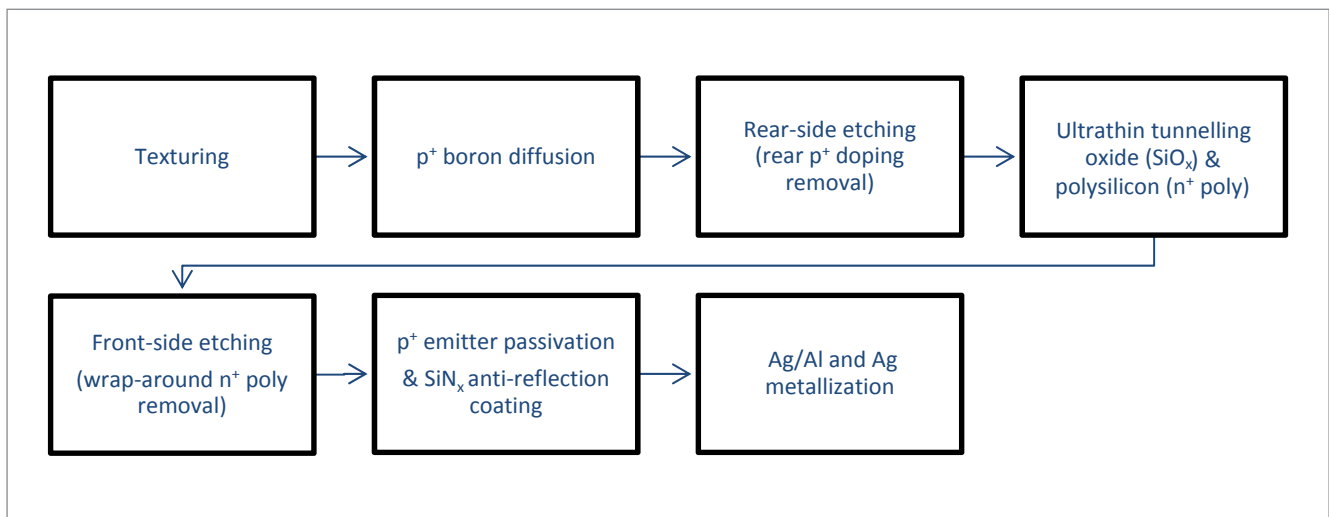 Texturing
p⁺ boron diffusion
Rear-side etching
(rear p⁺ doping
removal)
Ultrathin tunnelling
oxide (SiOₓ) &
polysilicon (n⁺ poly)
Front-side etching
(wrap-around n⁺ poly
removal)
p⁺ emitter passivation
& SiNₓ anti-reflection
coating
Ag/Al and Ag
metallization